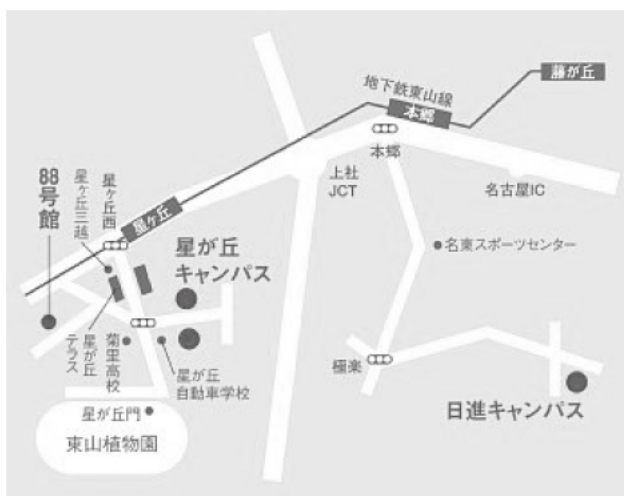 藤が丘
地下鉄東山線
本郷
本郷
上社
JCT
名古屋IC
星ヶ丘
星ヶ丘西
星ヶ丘三越
88号館
星が丘
キャンパス
名東スポーツセンター
星が丘
テラス
菊里高校
星が丘
自動車学校
極楽
日進キャンパス
星が丘門
東山植物園